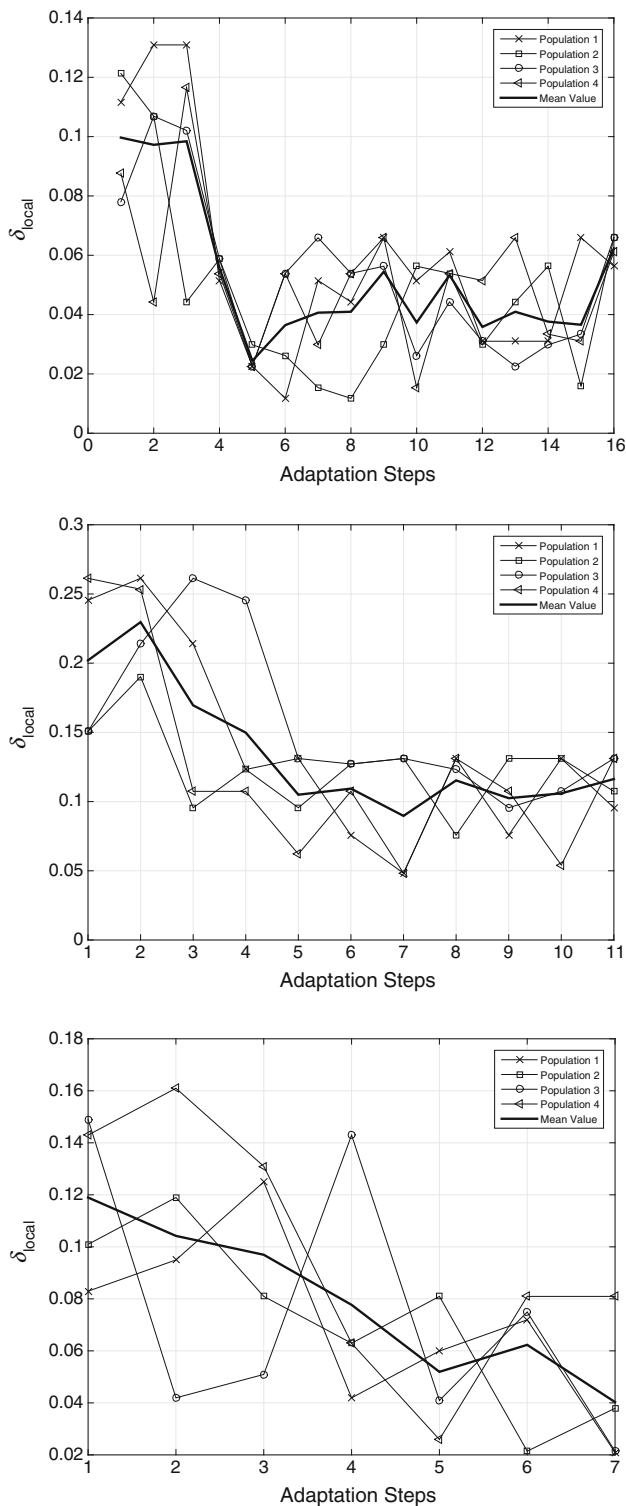 0.14
0.12
0.1
0.08
0.06
0.04
0.02
0
δlocal
Population 1
Population 2
Population 3
Population 4
Mean Value
0 2 4 6 8 10 12 14 16
Adaptation Steps
0.3
0.25
0.2
0.15
0.1
0.05
0
δlocal
Population 1
Population 2
Population 3
Population 4
Mean Value
1 2 3 4 5 6 7 8 9 10 11
Adaptation Steps
0.18
0.16
0.14
0.12
0.1
0.08
0.06
0.04
0.02
δlocal
Population 1
Population 2
Population 3
Population 4
Mean Value
1 2 3 4 5 6 7
Adaptation Steps